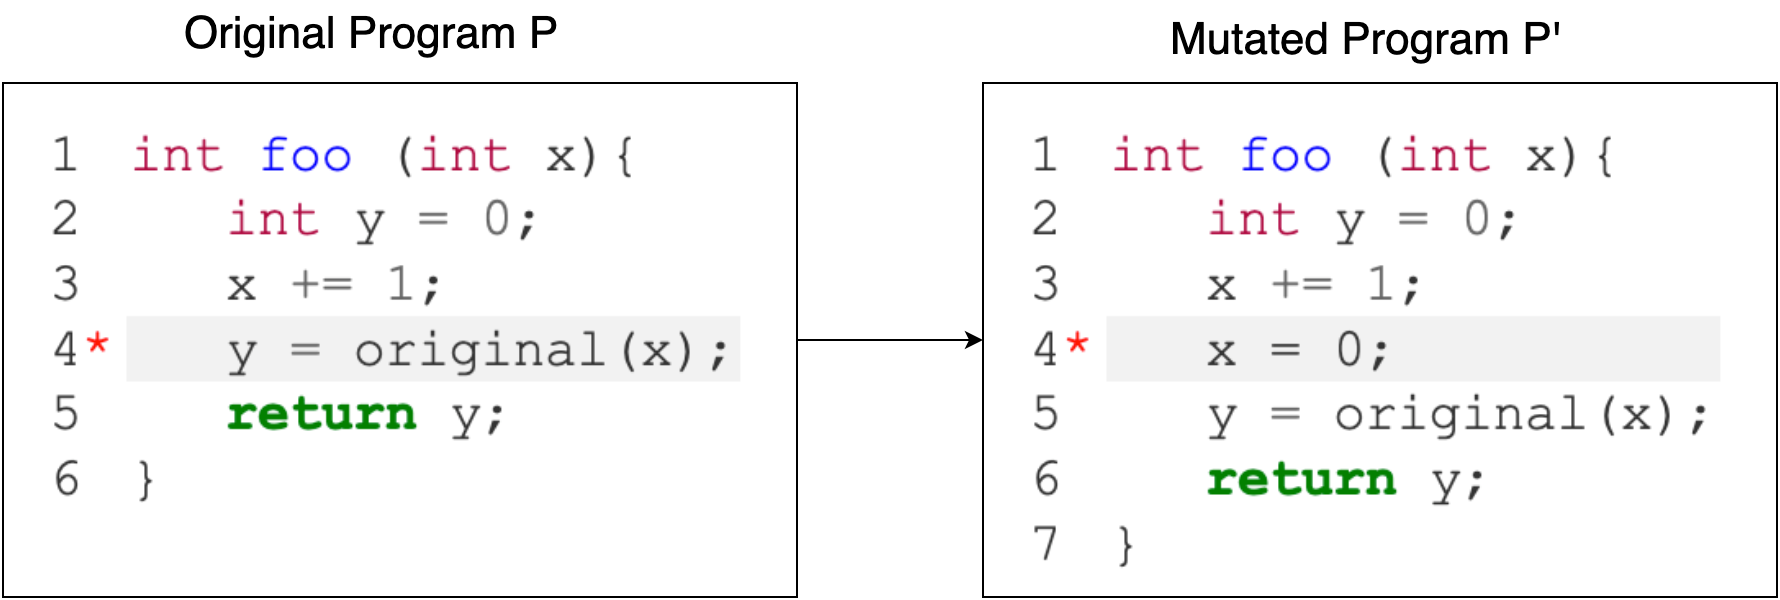 Original Program P
1 int foo (int x){
2 int y = 0;
3 x += 1;
4* y = original(x);
5 return y;
6 }
Mutated Program P'
1 int foo (int x){
2 int y = 0;
3 x += 1;
4* x = 0;
5 y = original(x);
6 return y;
7 }